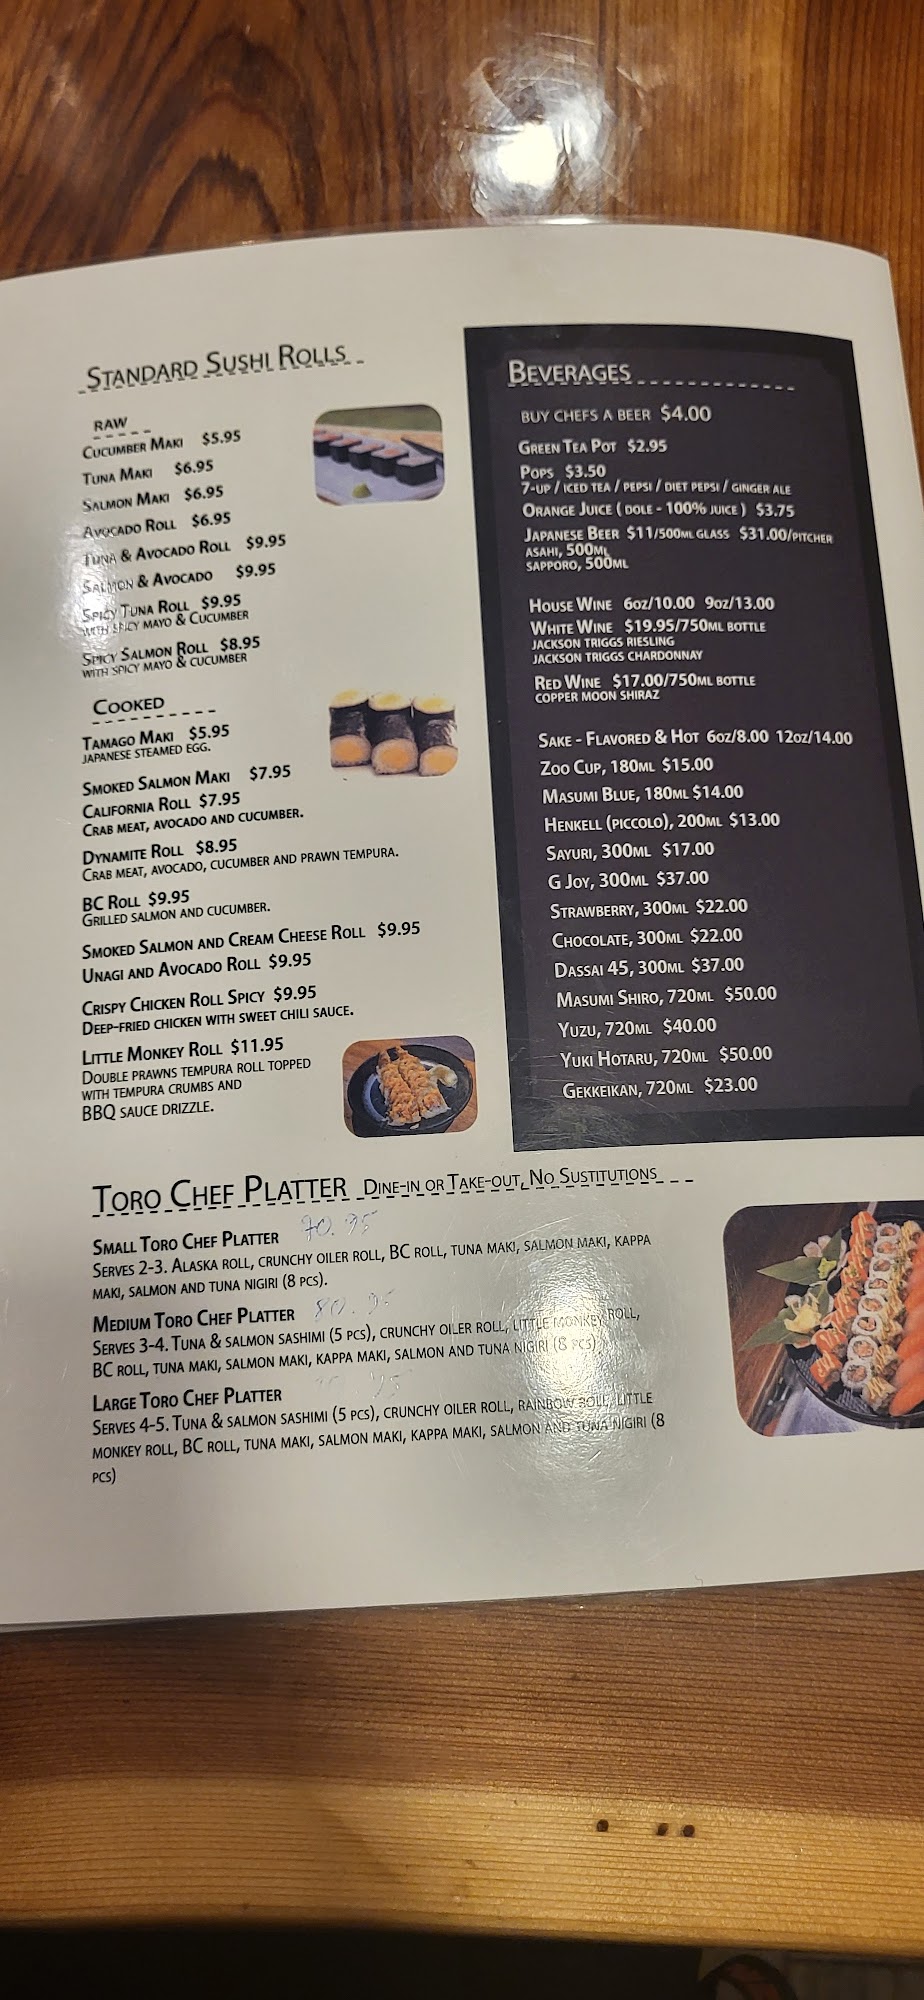 Standard Sushi Rolls
RAW
Cucumber Maki $5.95
Tuna Maki $6.95
Salmon Maki $6.95
Avocado Roll $6.95
Tuna & Avocado Roll $9.95
Salmon & Avocado $9.95
Spicy Tuna Roll $9.95
with spicy mayo & Cucumber
Spicy Salmon Roll $8.95
with spicy mayo & cucumber
Cooked
Tamago Maki $5.95
Japanese steamed egg.
Smoked Salmon Maki $7.95
California Roll $7.95
Crab meat, avocado and cucumber.
Dynamite Roll $8.95
Crab meat, avocado, cucumber and prawn tempura.
BC Roll $9.95
Grilled salmon and cucumber.
Smoked Salmon and Cream Cheese Roll $9.95
Unagi and Avocado Roll $9.95
Crispy Chicken Roll Spicy $9.95
Deep-fried chicken with sweet chili sauce.
Little Monkey Roll $11.95
Double prawns tempura roll topped
with tempura crumbs and
BBQ sauce drizzle.
Beverages
BUY CHEFS A BEER $4.00
Green Tea Pot $2.95
Pops $3.50
7-up / iced tea / pepsi / diet pepsi / ginger ale
Orange Juice ( dole - 100% juice ) $3.75
Japanese Beer $11/500ml glass $31.00/pitcher
Asahi, 500ml
Sapporo, 500ml
House Wine 6oz/10.00 9oz/13.00
White Wine $19.95/750ml bottle
Jackson Triggs Riesling
Jackson Triggs Chardonnay
Red Wine $17.00/750ml bottle
Copper Moon Shiraz
Sake - Flavored & Hot 6oz/8.00 12oz/14.00
Zoo Cup, 180ml $15.00
Masumi Blue, 180ml $14.00
Henkell (piccolo), 200ml $13.00
Sayuri, 300ml $17.00
G Joy, 300ml $37.00
Strawberry, 300ml $22.00
Chocolate, 300ml $22.00
Dassai 45, 300ml $37.00
Masumi Shiro, 720ml $50.00
Yuzu, 720ml $40.00
Yuki Hotaru, 720ml $50.00
Gekkeikan, 720ml $23.00
Toro Chef Platter Dine-in or Take-out, No Sustitutions
Small Toro Chef Platter 70.95
Serves 2-3. Alaska roll, crunchy oiler roll, BC roll, tuna maki, salmon maki, kappa
maki, salmon and tuna nigiri (8 pcs).
Medium Toro Chef Platter 80.95
Serves 3-4. Tuna & salmon sashimi (5 pcs), crunchy oiler roll, little monkey roll,
BC roll, tuna maki, salmon maki, kappa maki, salmon and tuna nigiri (8 pcs)
Large Toro Chef Platter
Serves 4-5. Tuna & salmon sashimi (5 pcs), crunchy oiler roll, rainbow roll, little
monkey roll, BC roll, tuna maki, salmon maki, kappa maki, salmon and tuna nigiri (8
pcs)